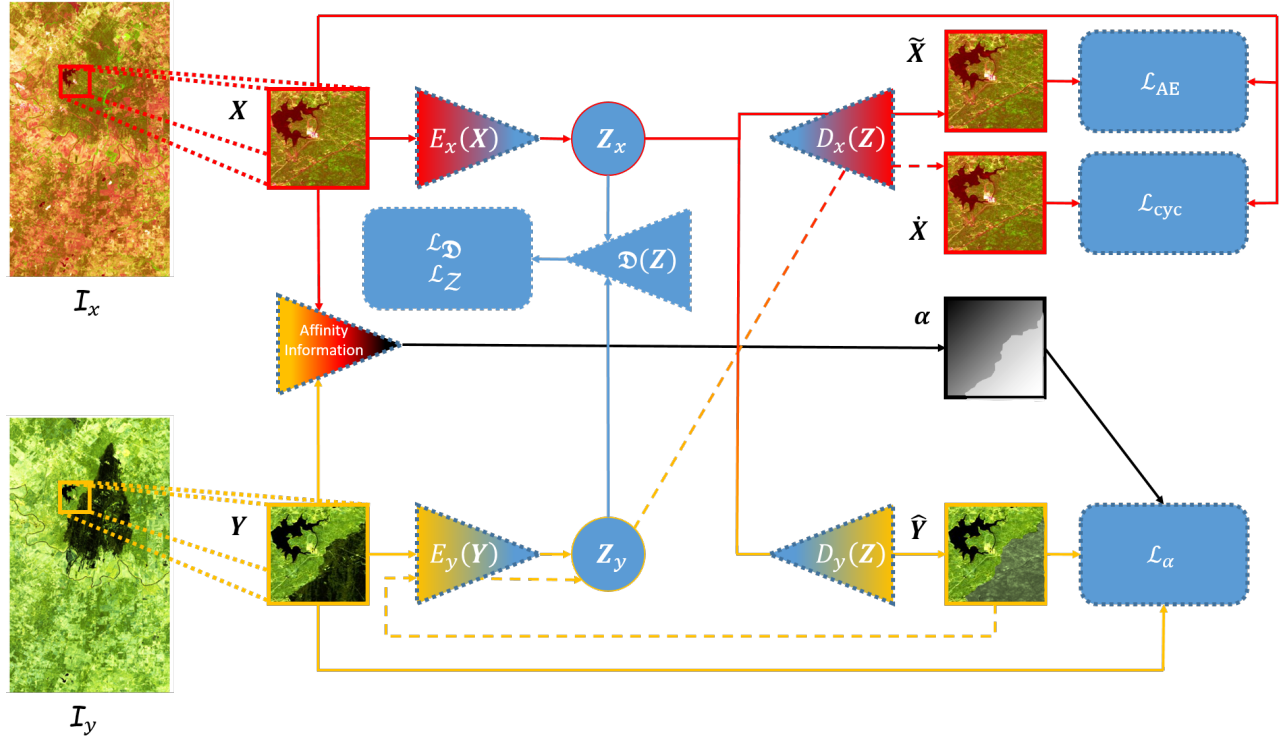 X̃
ℒ_AE
X
E_x(X)
Z_x
D_x(Z)
ℒ_cyc
Ẋ
ℒ_𝕯
ℒ_𝒵
𝕯(Z)
I_x
Affinity
Information
α
Y
E_y(Y)
Z_y
D_y(Z)
Ŷ
ℒ_α
I_y